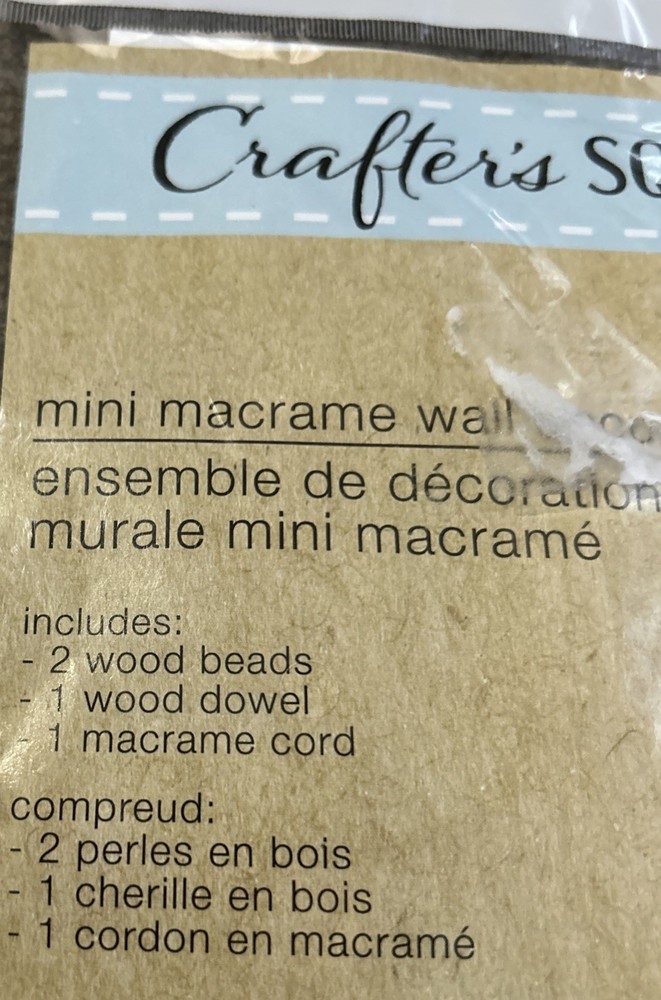 Crafter's SQ
mini macrame wall
ensemble de décoration
murale mini macramé
includes:
- 2 wood beads
- 1 wood dowel
- 1 macrame cord
compreud:
- 2 perles en bois
- 1 cherille en bois
- 1 cordon en macramé